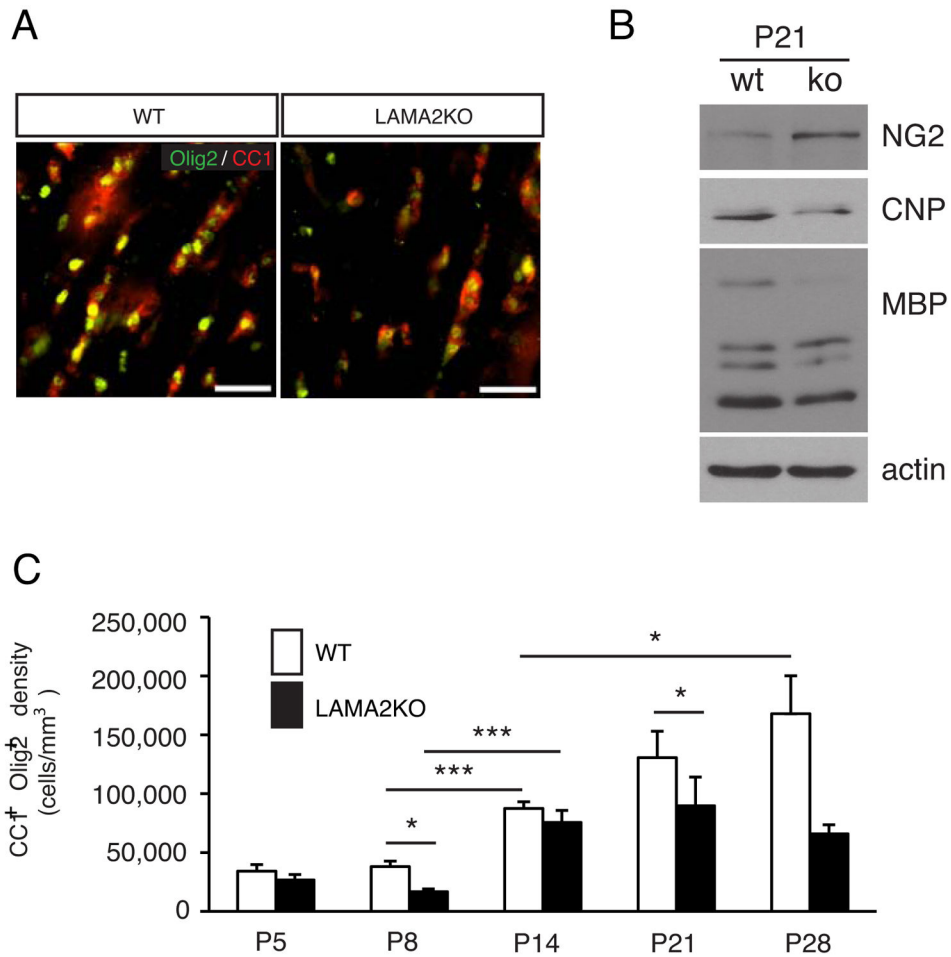 A
WT
LAMA2KO
Olig2 / CC1
B
P21
wt ko
NG2
CNP
MBP
actin
C
CC1+ Olig2+ density
(cells/mm3)
250,000
200,000
150,000
100,000
50,000
0
WT
LAMA2KO
*
***
***
*
*
P5 P8 P14 P21 P28